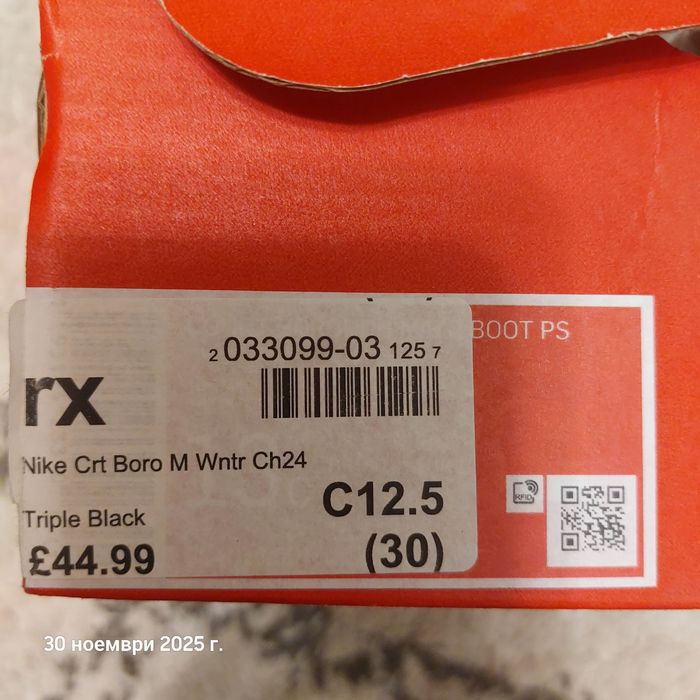 BOOT PS
2 033099-03 125 7
rx
Nike Crt Boro M Wntr Ch24
C12.5
Triple Black
(30)
£44.99
RFID
30 ноември 2025 г.